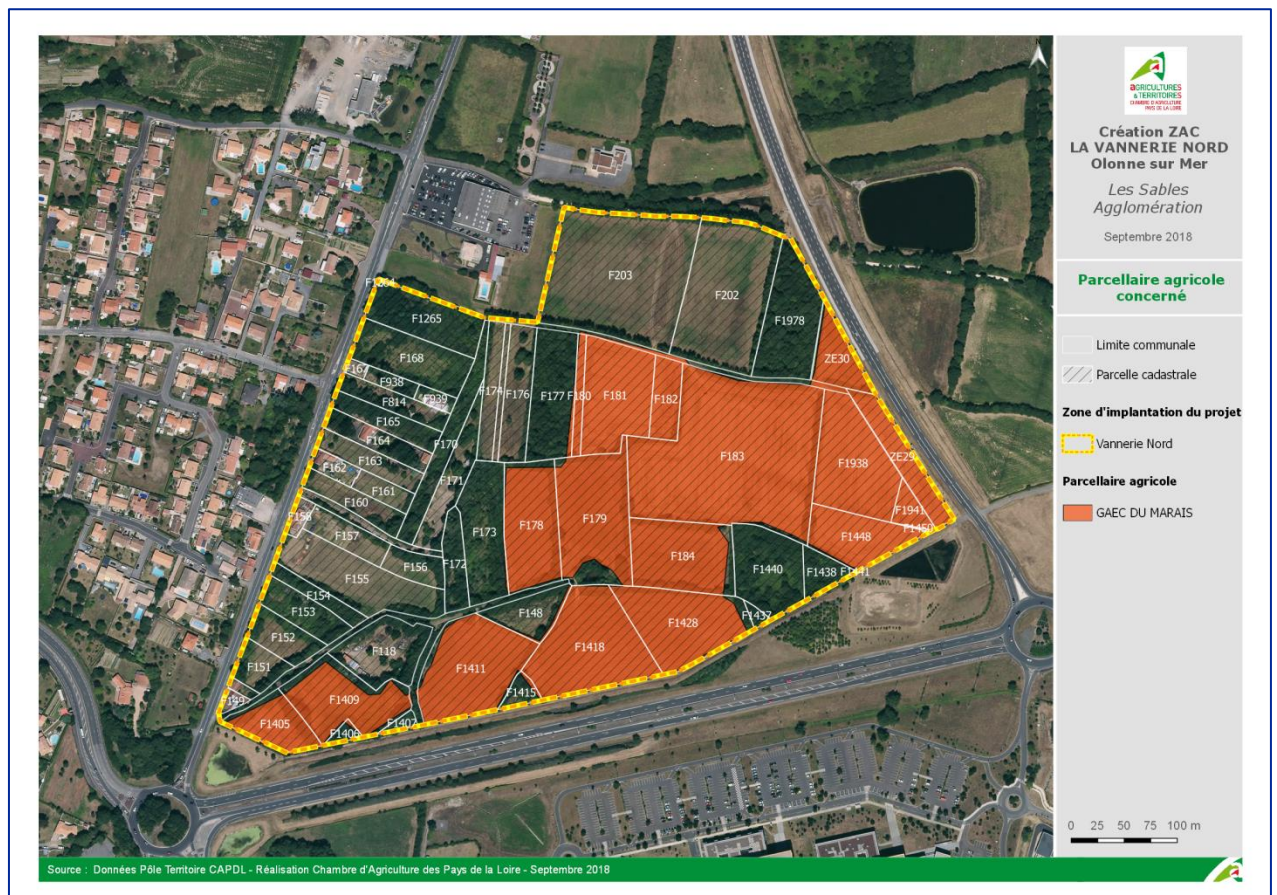 AGRICULTURES
& TERRITOIRES
CHAMBRE D'AGRICULTURE
PAYS DE LA LOIRE
Création ZAC
LA VANNERIE NORD
Olonne sur Mer
Les Sables
Agglomération
Septembre 2018
Parcellaire agricole
concerné
Limite communale
Parcelle cadastrale
Zone d'implantation du projet
Vannerie Nord
Parcellaire agricole
GAEC DU MARAIS
0 25 50 75 100 m
F203
F202
F1264
F1265
F1978
F168
ZE30
F167
F938
F939
F174
F176
F177
F180
F181
F182
F814
F165
F164
F170
F163
F162
F171
F161
F160
F183
F1938
ZE29
F1941
F1450
F158
F157
F173
F178
F179
F1448
F156
F172
F155
F184
F1440
F1438
F1441
F154
F153
F148
F1437
F152
F118
F1428
F1418
F151
F1411
F149
F1409
F1415
F1405
F1407
F1406
Source : Données Pôle Territoire CAPDL - Réalisation Chambre d'Agriculture des Pays de la Loire - Septembre 2018